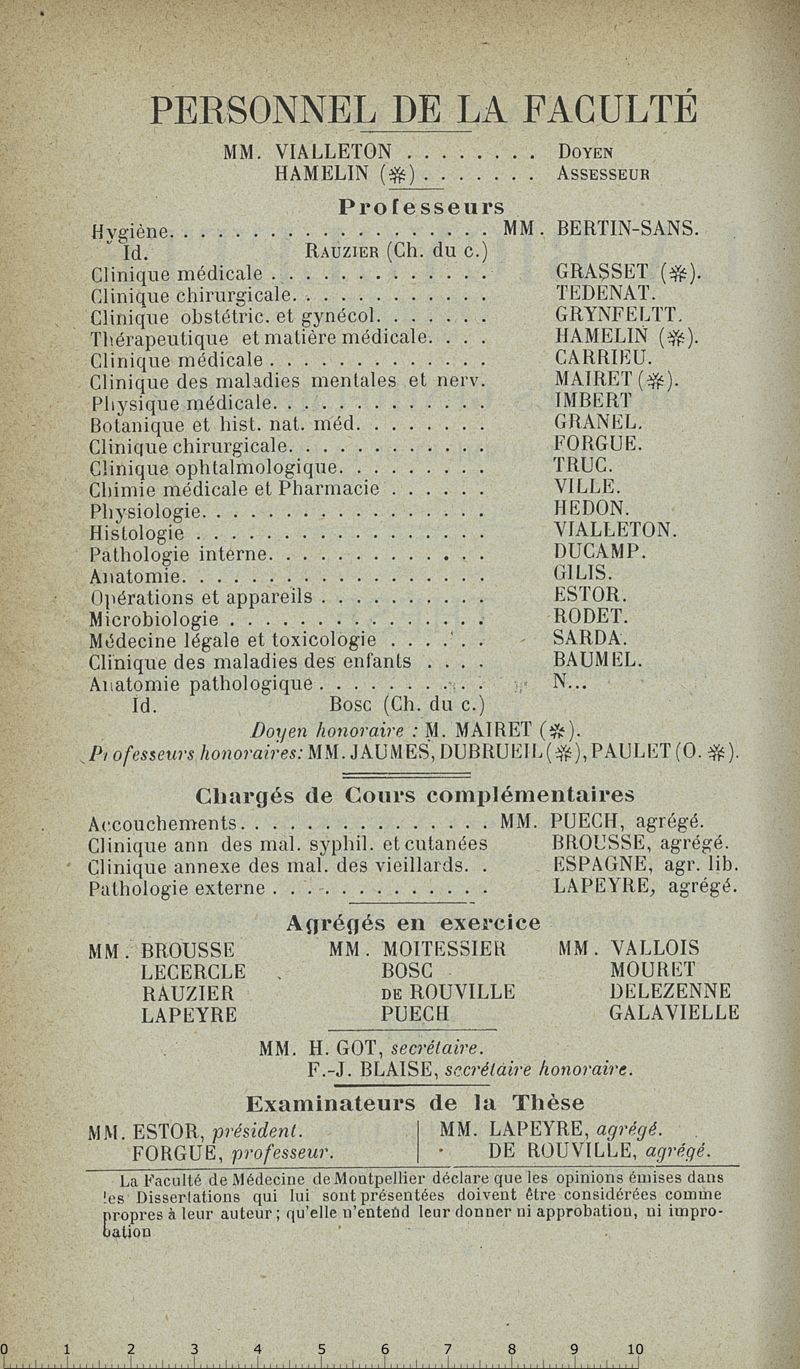 PERSONNEL DE LA FACULTÉ
MM. VIALLETON . . . . . . . . . DOYEN
HAMELIN (✻) . . . . . . . ASSESSEUR
Professeurs
Hygiène. . . . . . . . . . . . . . . . . . . MM. BERTIN-SANS.
Id. RAUZIER (Ch. du c.)
Clinique médicale . . . . . . . . . . . . . GRASSET (✻).
Clinique chirurgicale. . . . . . . . . . . . TEDENAT.
Clinique obstétric. et gynécol. . . . . . . GRYNFELTT.
Thérapeutique et matière médicale. . . . HAMELIN (✻).
Clinique médicale . . . . . . . . . . . . . CARRIEU.
Clinique des maladies mentales et nerv. MAIRET (✻).
Physique médicale. . . . . . . . . . . . . IMBERT
Botanique et hist. nat. méd. . . . . . . . GRANEL.
Clinique chirurgicale. . . . . . . . . . . . FORGUE.
Clinique ophtalmologique. . . . . . . . . TRUC.
Chimie médicale et Pharmacie . . . . . . VILLE.
Physiologie. . . . . . . . . . . . . . . . . HEDON.
Histologie . . . . . . . . . . . . . . . . . VIALLETON.
Pathologie interne. . . . . . . . . . . . . DUCAMP.
Anatomie. . . . . . . . . . . . . . . . . . GILIS.
Opérations et appareils . . . . . . . . . . ESTOR.
Microbiologie . . . . . . . . . . . . . . . RODET.
Médecine légale et toxicologie . . . . . . SARDA.
Clinique des maladies des enfants . . . . BAUMEL.
Anatomie pathologique . . . . . . . . . . N...
Id. Bosc (Ch. du c.)
Doyen honoraire : M. MAIRET (✻).
Professeurs honoraires: MM. JAUMES, DUBRUEIL (✻), PAULET (O. ✻).
Chargés de Cours complémentaires
Accouchements. . . . . . . . . . . . . . . MM. PUECH, agrégé.
Clinique ann des mal. syphil. et cutanées BROUSSE, agrégé.
Clinique annexe des mal. des vieillards. . ESPAGNE, agr. lib.
Pathologie externe . . . . . . . . . . . . . LAPEYRE, agrégé.
Agrégés en exercice
MM. BROUSSE MM. MOITESSIER MM. VALLOIS
LECERCLE BOSC MOURET
RAUZIER DE ROUVILLE DELEZENNE
LAPEYRE PUECH GALAVIELLE
MM. H. GOT, secrétaire.
F.-J. BLAISE, secrétaire honoraire.
Examinateurs de la Thèse
MM. ESTOR, président. MM. LAPEYRE, agrégé.
FORGUE, professeur. DE ROUVILLE, agrégé.
La Faculté de Médecine de Montpellier déclare que les opinions émises dans
les Dissertations qui lui sont présentées doivent être considérées comme
propres à leur auteur; qu'elle n'entend leur donner ni approbation, ni impro-
bation
0 1 2 3 4 5 6 7 8 9 10